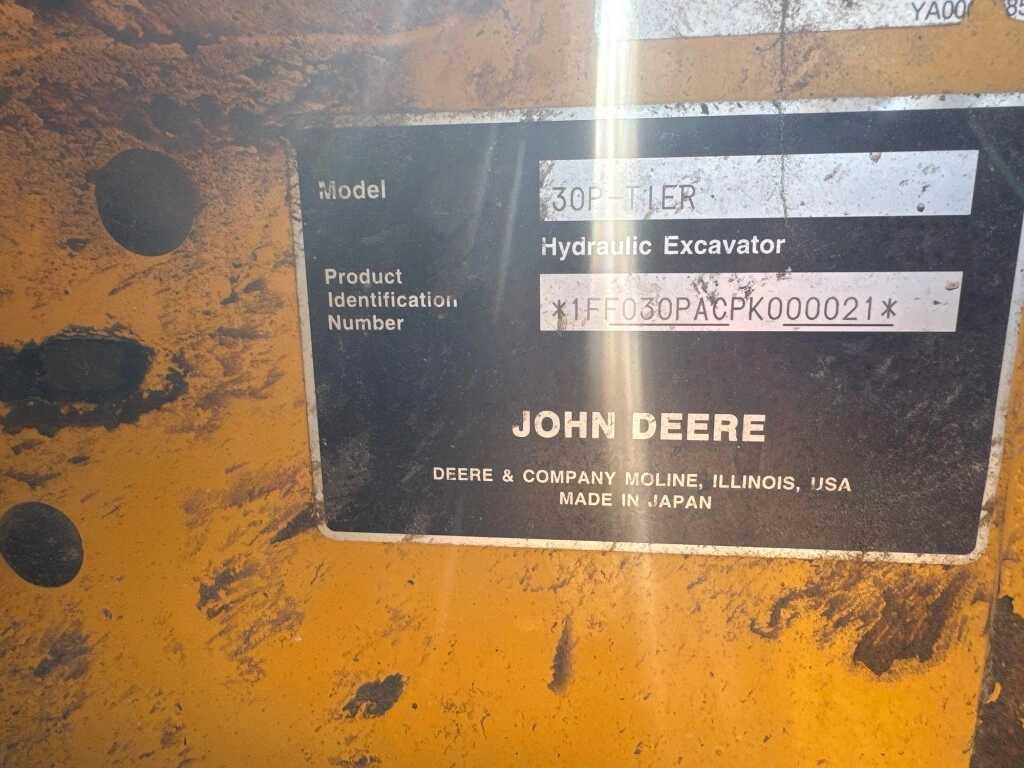 Model
30P-TIER
Hydraulic Excavator
Product
Identification
Number
*1FF030PACPK000021*
JOHN DEERE
DEERE & COMPANY MOLINE, ILLINOIS, USA
MADE IN JAPAN